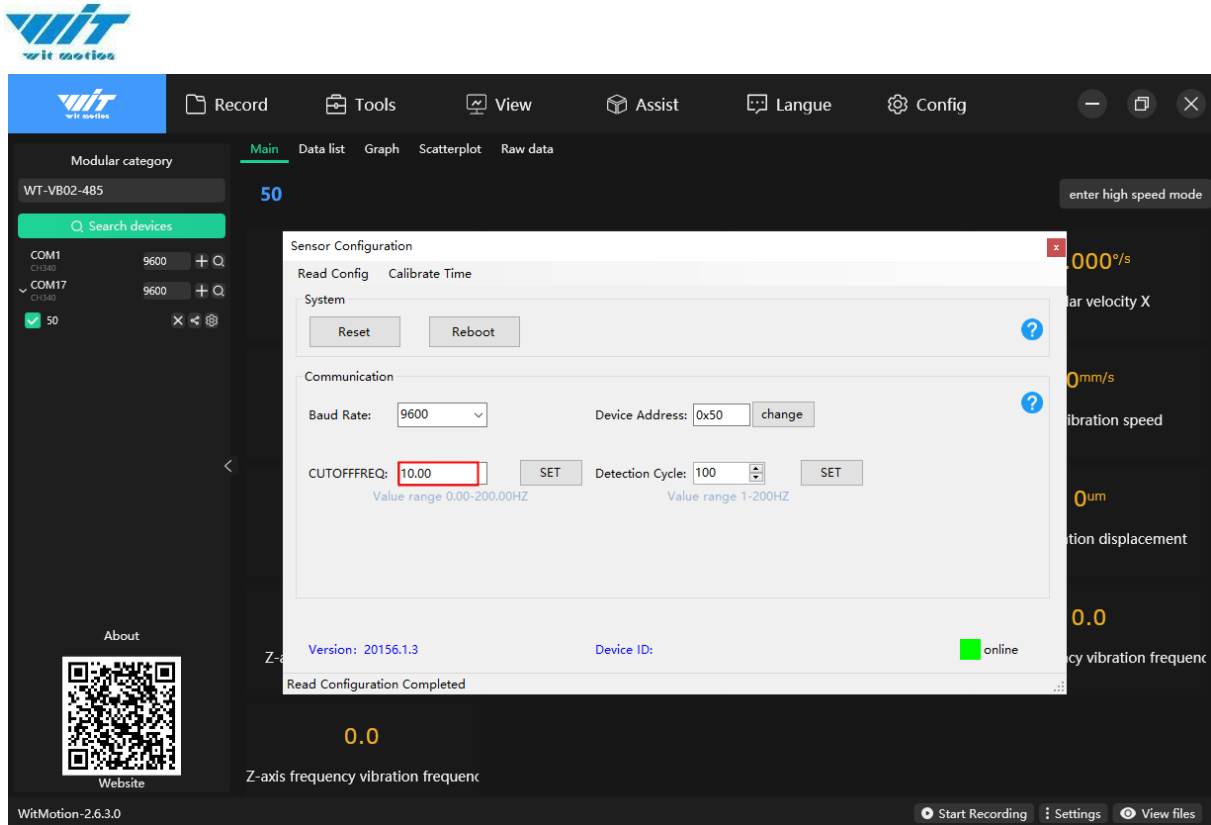 WIT
wit motion
WIT
wit motion
Record Tools View Assist Langue Config
Modular category
Main Data list Graph Scatterplot Raw data
WT-VB02-485
50
enter high speed mode
Search devices
COM1
CH340
9600
COM17
CH340
9600
50
Sensor Configuration
x
Read Config Calibrate Time
System
Reset Reboot
?
Communication
?
Baud Rate: 9600 Device Address: 0x50 change
CUTOFFFREQ: 10.00 SET Detection Cycle: 100 SET
Value range 0.00-200.00HZ Value range 1-200HZ
Version: 20156.1.3 Device ID: online
Read Configuration Completed
.000°/s
lar velocity X
0mm/s
ibration speed
0um
tion displacement
0.0
Z-a
cy vibration frequenc
0.0
Z-axis frequency vibration frequenc
About
Website
WitMotion-2.6.3.0
Start Recording Settings View files